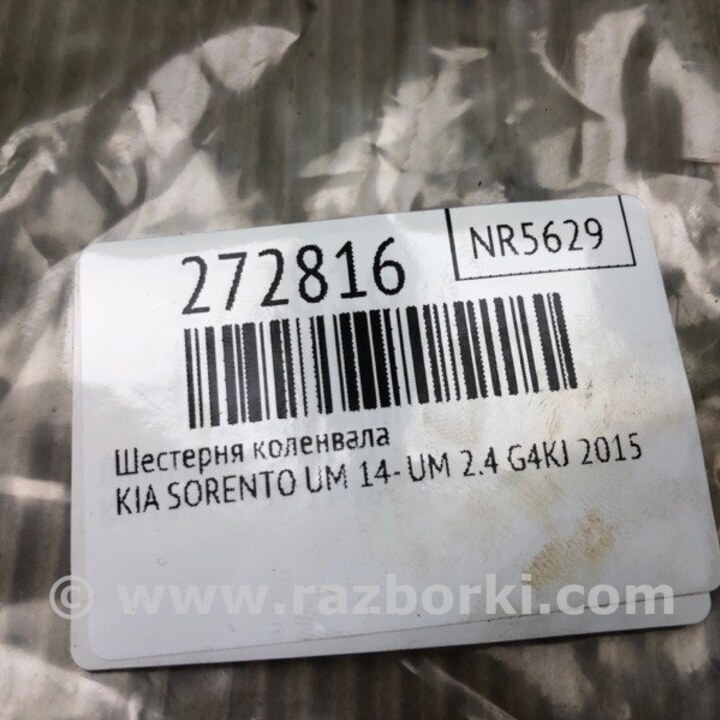 NR5629
272816
Шестерня коленвала
KIA SORENTO UM 14- UM 2.4 G4KJ 2015
© www.razborki.com